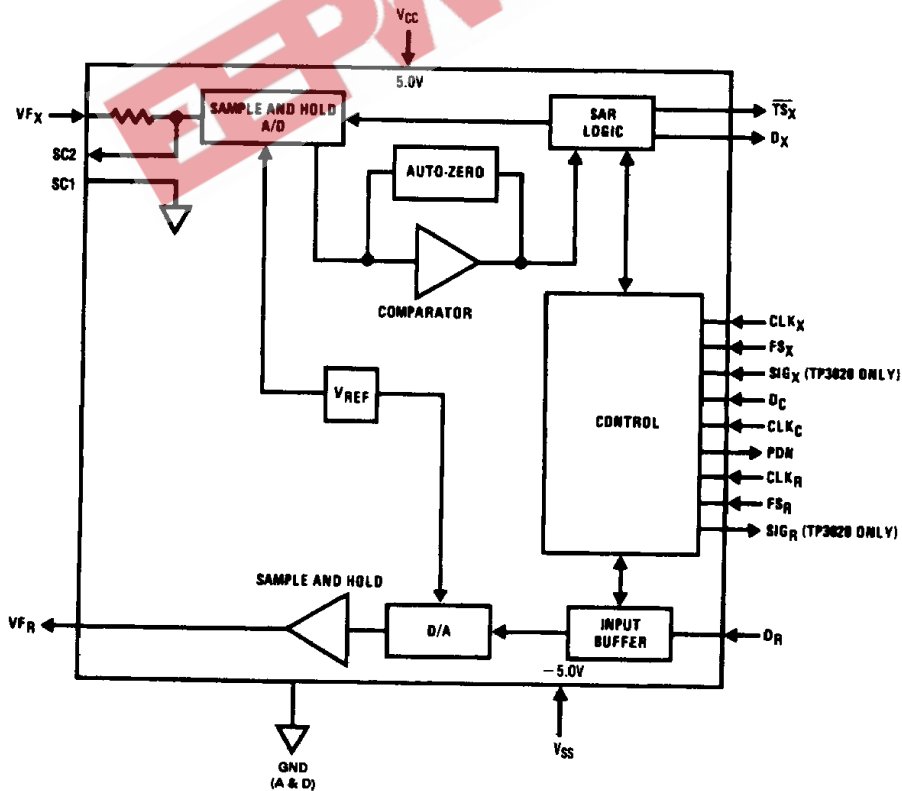 EEPW
VCC
5.0V
VFX
SAMPLE AND HOLD
A/D
SAR
LOGIC
TSX
DX
SC2
SC1
AUTO-ZERO
COMPARATOR
CLKX
FSX
SIGX (TP3020 ONLY)
DC
CLKC
PDN
CLKR
FSR
SIGR (TP3020 ONLY)
CONTROL
VREF
SAMPLE AND HOLD
VFR
D/A
INPUT
BUFFER
DR
−5.0V
VSS
GND
(A & D)